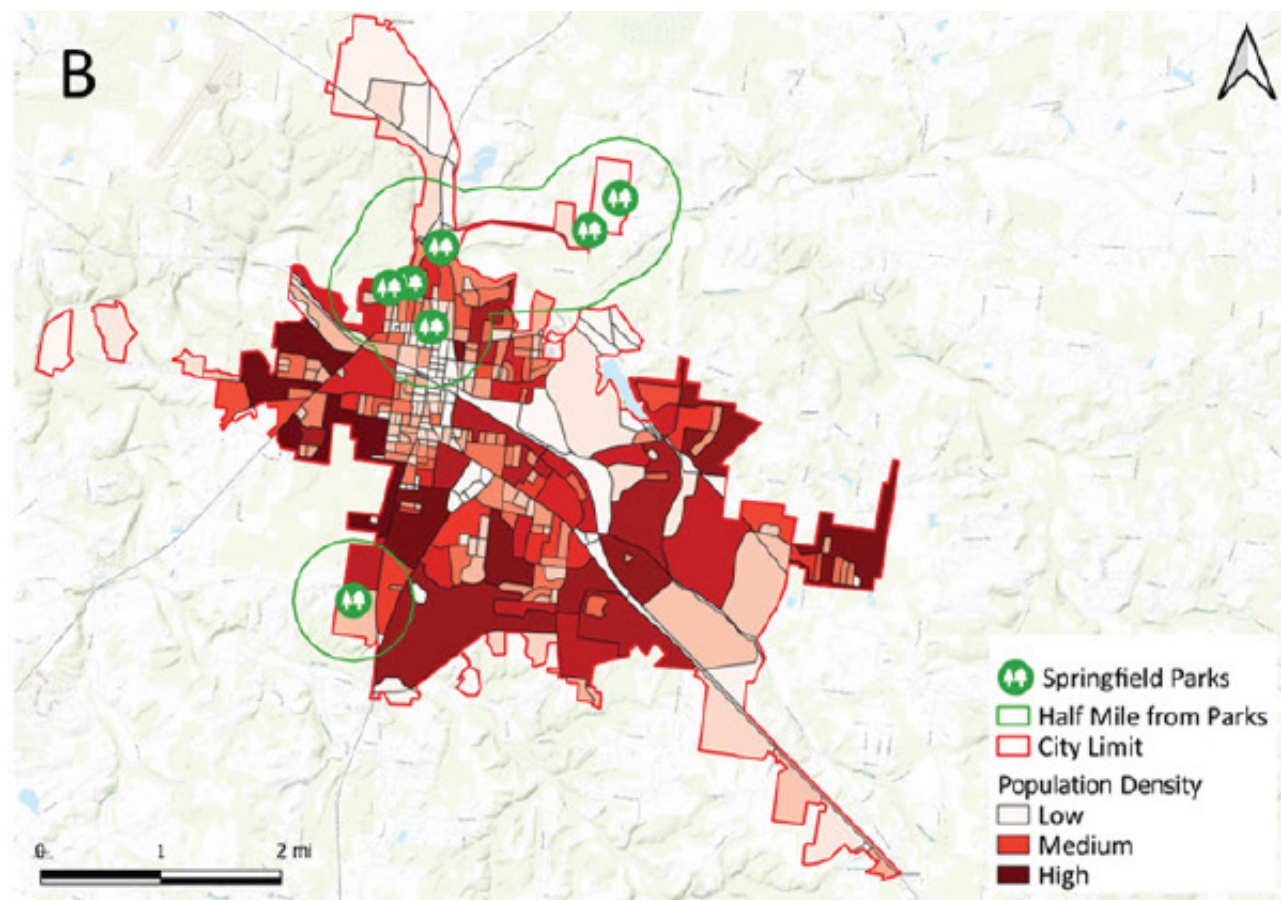 B
Springfield Parks
Half Mile from Parks
City Limit
Population Density
Low
Medium
High
0 1 2 mi